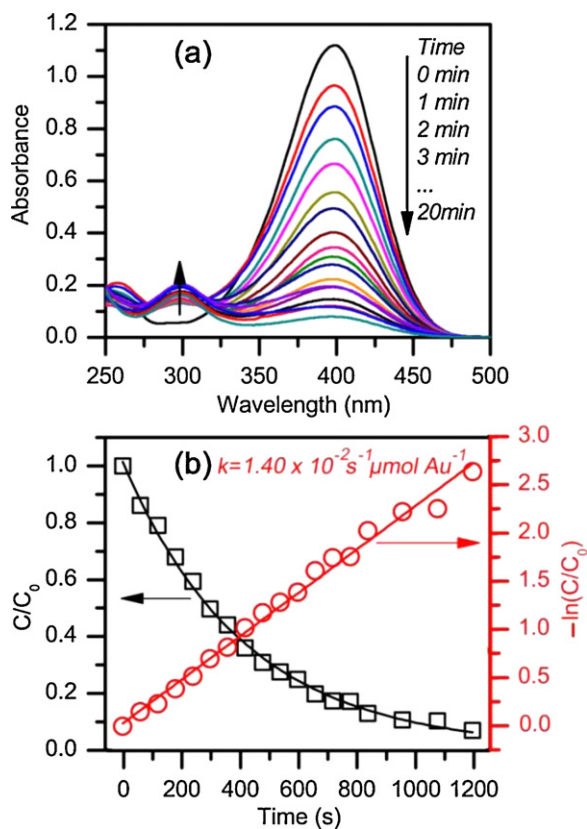 (a)
Time
0 min
1 min
2 min
3 min
...
20min
1.2
1.0
0.8
0.6
0.4
0.2
0.0
Absorbance
250 300 350 400 450 500
Wavelength (nm)
(b)
k=1.40 x 10⁻²s⁻¹μmol Au⁻¹
1.0
0.8
0.6
0.4
0.2
0.0
C/C₀
3.0
2.5
2.0
1.5
1.0
0.5
0.0
−ln(C/C₀)
0 200 400 600 800 1000 1200
Time (s)